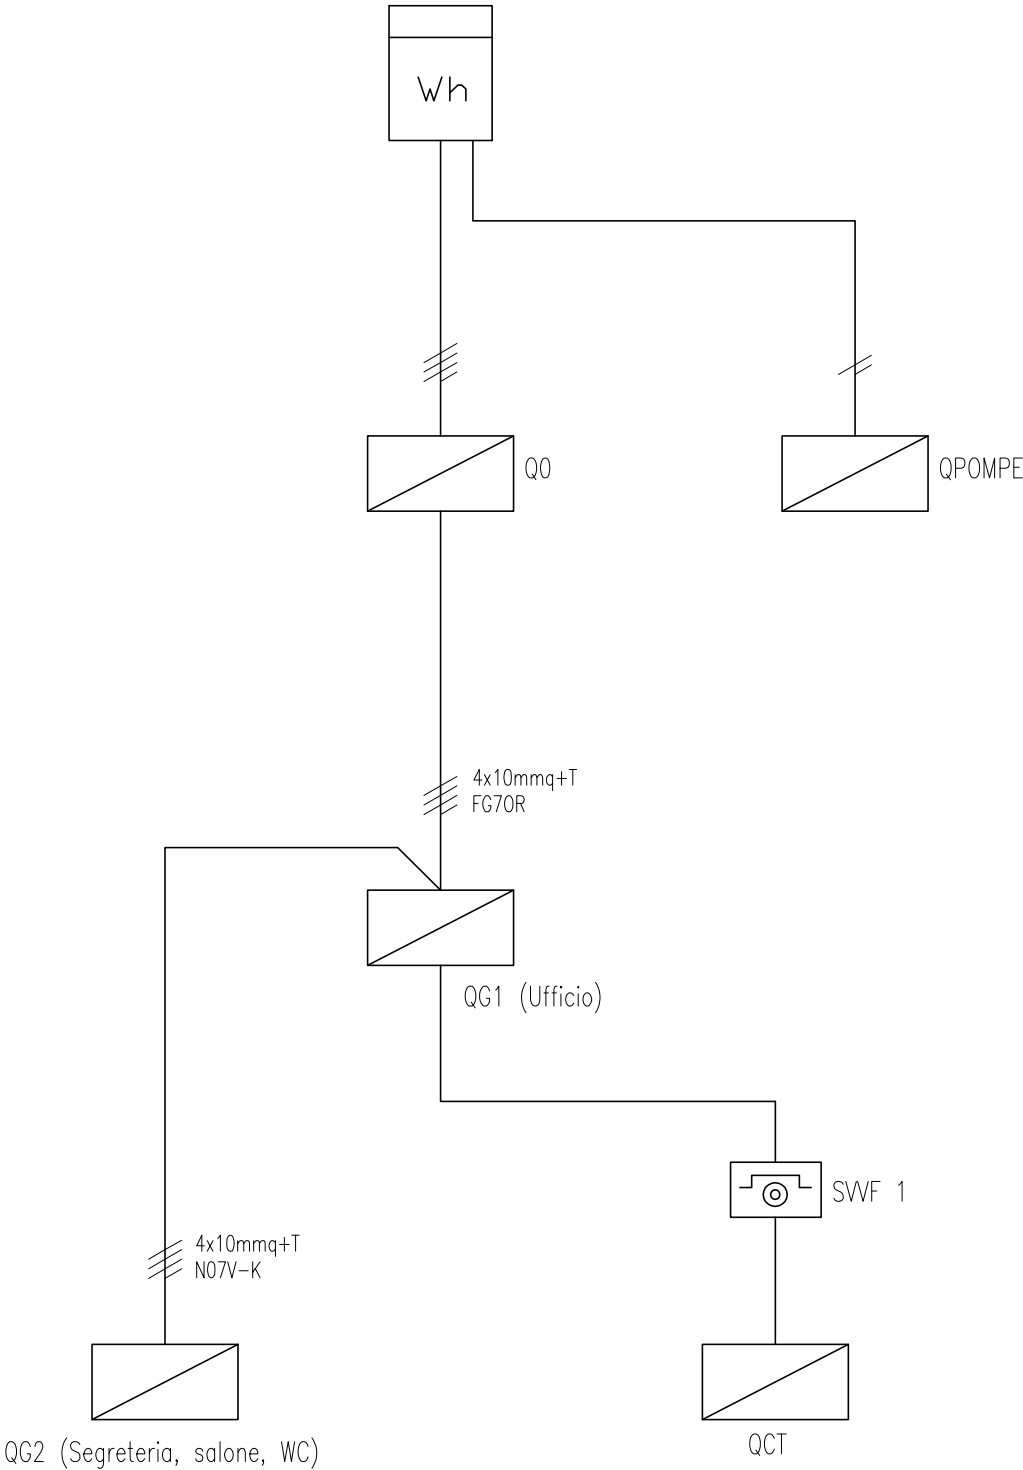 Wh
Q0
QPOMPE
4x10mmq+T
FG7OR
QG1 (Ufficio)
SWF 1
4x10mmq+T
N07V-K
QG2 (Segreteria, salone, WC)
QCT